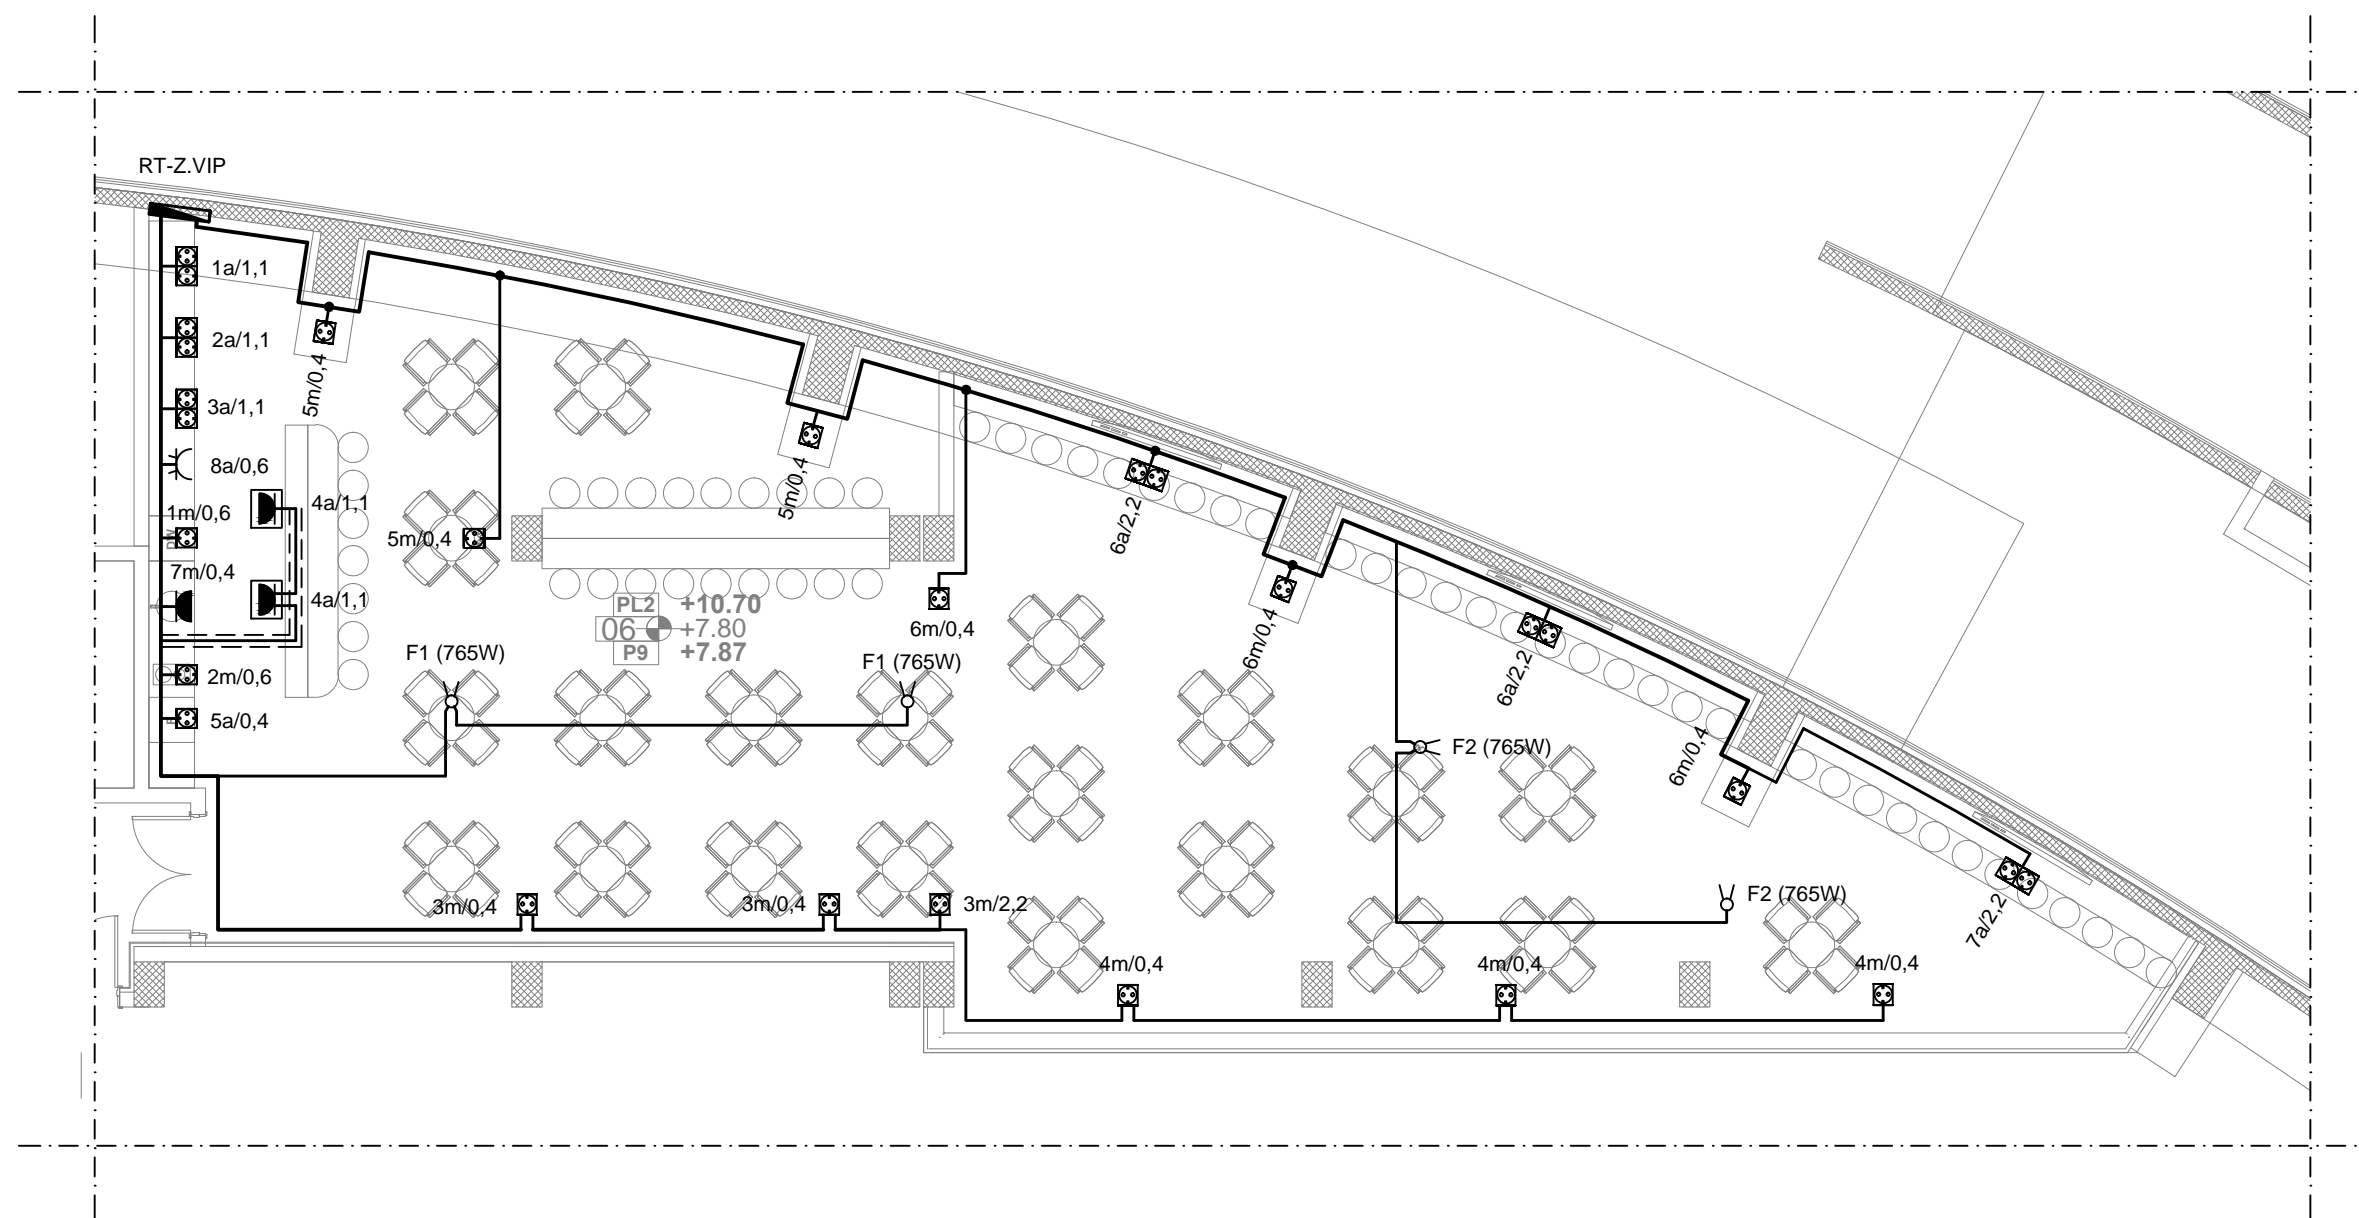 RT-Z.VIP
1a/1,1
2a/1,1
3a/1,1
5m/0,4
8a/0,6
5m/0,4
4a/1,1
1m/0,6
6a/2,2
5m/0,4
7m/0,4
4a/1,1
PL2 +10.70
06 +7.80
P9 +7.87
6m/0,4
6m/0,4
6a/2,2
F1 (765W)
F1 (765W)
2m/0,6
5a/0,4
F2 (765W)
6m/0,4
3m/0,4
3m/0,4
3m/2,2
F2 (765W)
7a/2,2
4m/0,4
4m/0,4
4m/0,4